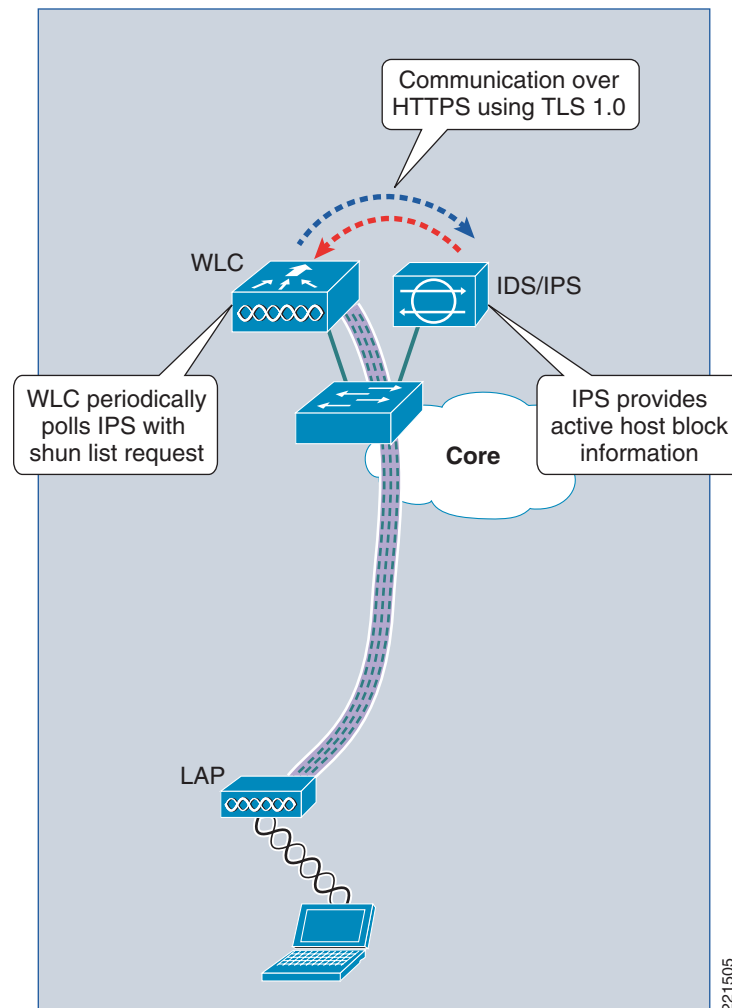 Communication over
HTTPS using TLS 1.0
WLC
IDS/IPS
WLC periodically
polls IPS with
shun list request
IPS provides
active host block
information
Core
LAP
221505